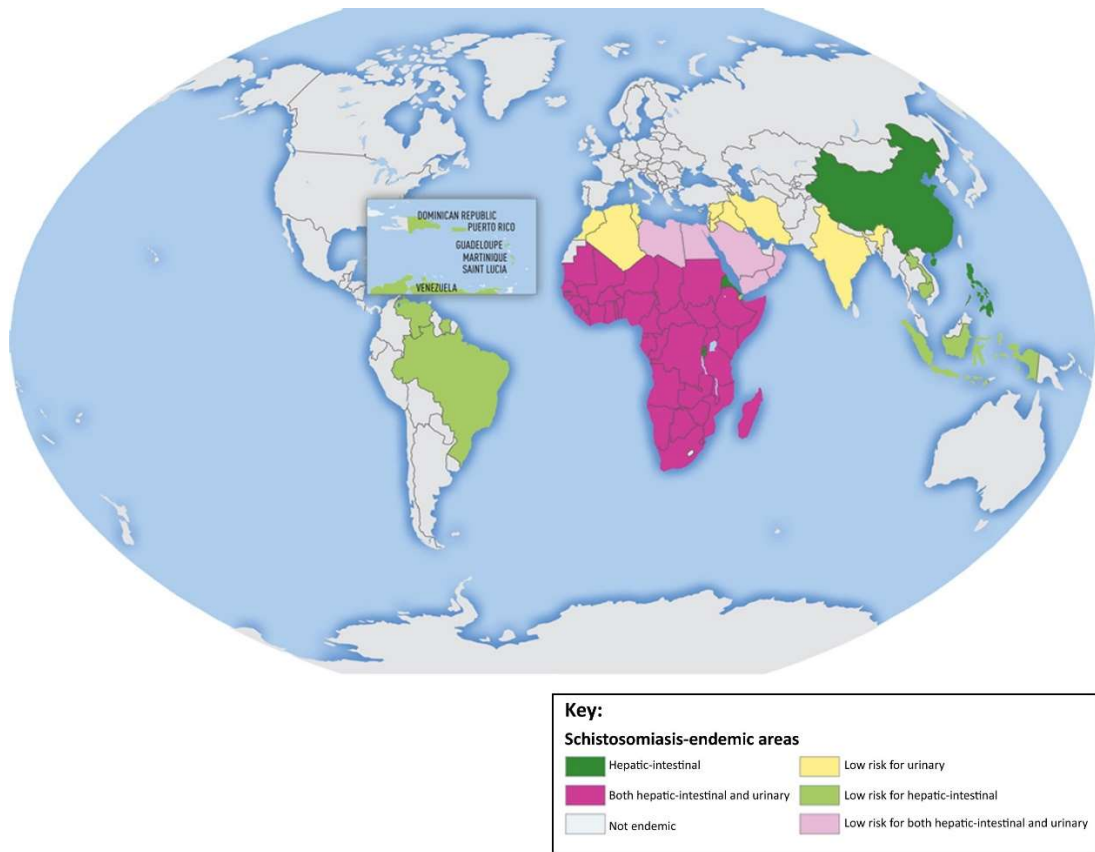 DOMINICAN REPUBLIC
PUERTO RICO
GUADELOUPE
MARTINIQUE
SAINT LUCIA
VENEZUELA
Key:
Schistosomiasis-endemic areas
Hepatic-intestinal
Low risk for urinary
Both hepatic-intestinal and urinary
Low risk for hepatic-intestinal
Not endemic
Low risk for both hepatic-intestinal and urinary